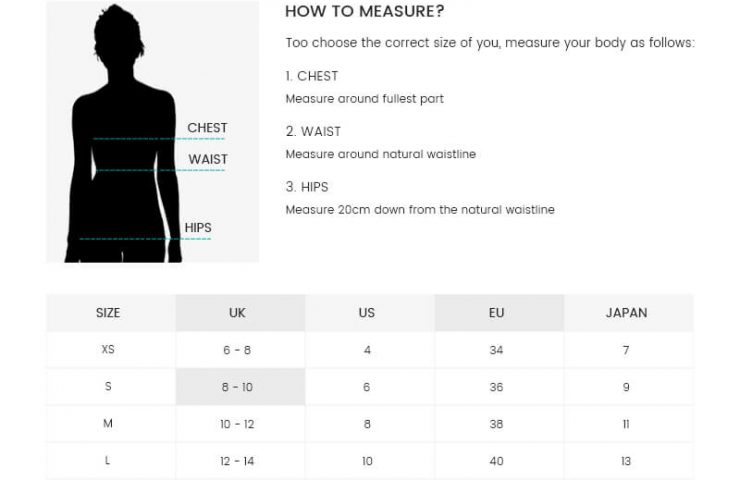 HOW TO MEASURE?
Too choose the correct size of you, measure your body as follows:
1. CHEST
Measure around fullest part
2. WAIST
Measure around natural waistline
3. HIPS
Measure 20cm down from the natural waistline
CHEST
WAIST
HIPS
SIZE UK US EU JAPAN
XS 6 - 8 4 34 7
S 8 - 10 6 36 9
M 10 - 12 8 38 11
L 12 - 14 10 40 13